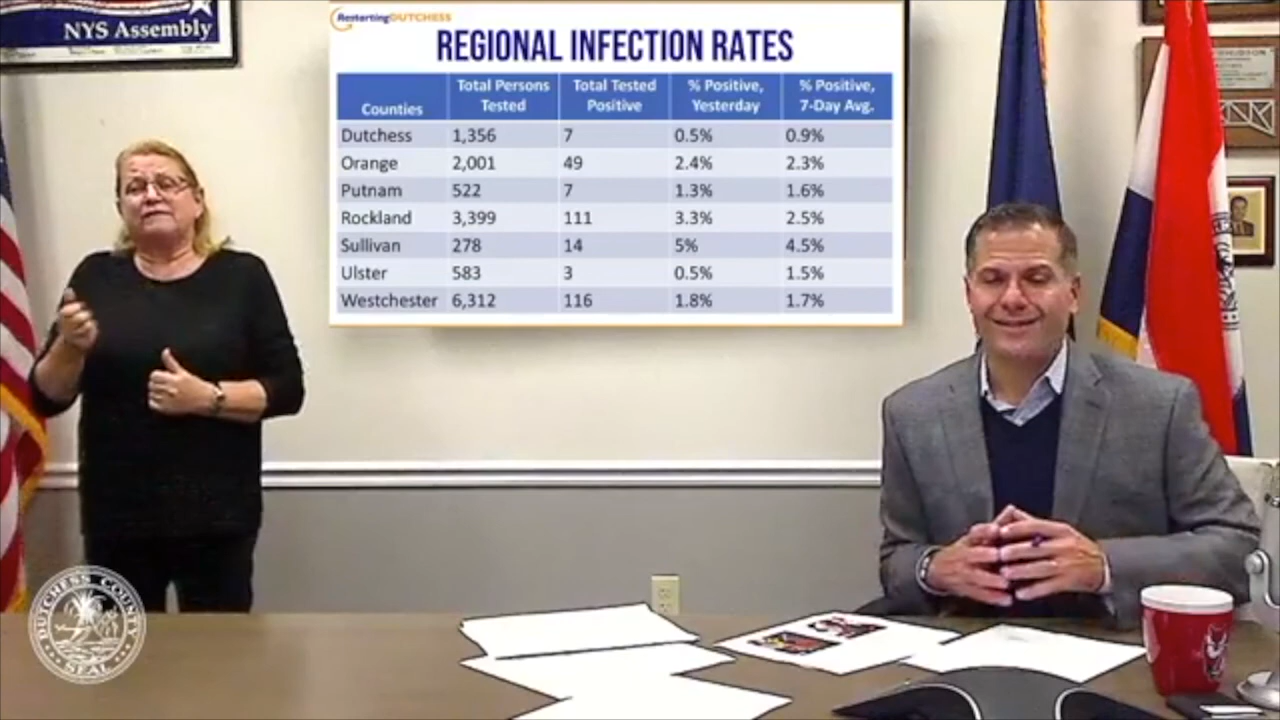 NYS Assembly
RestartingDUTCHESS
REGIONAL INFECTION RATES
Counties Total Persons Tested Total Tested Positive % Positive, Yesterday % Positive, 7-Day Avg.
Dutchess 1,356 7 0.5% 0.9%
Orange 2,001 49 2.4% 2.3%
Putnam 522 7 1.3% 1.6%
Rockland 3,399 111 3.3% 2.5%
Sullivan 278 14 5% 4.5%
Ulster 583 3 0.5% 1.5%
Westchester 6,312 116 1.8% 1.7%
DUTCHESS COUNTY
SEAL